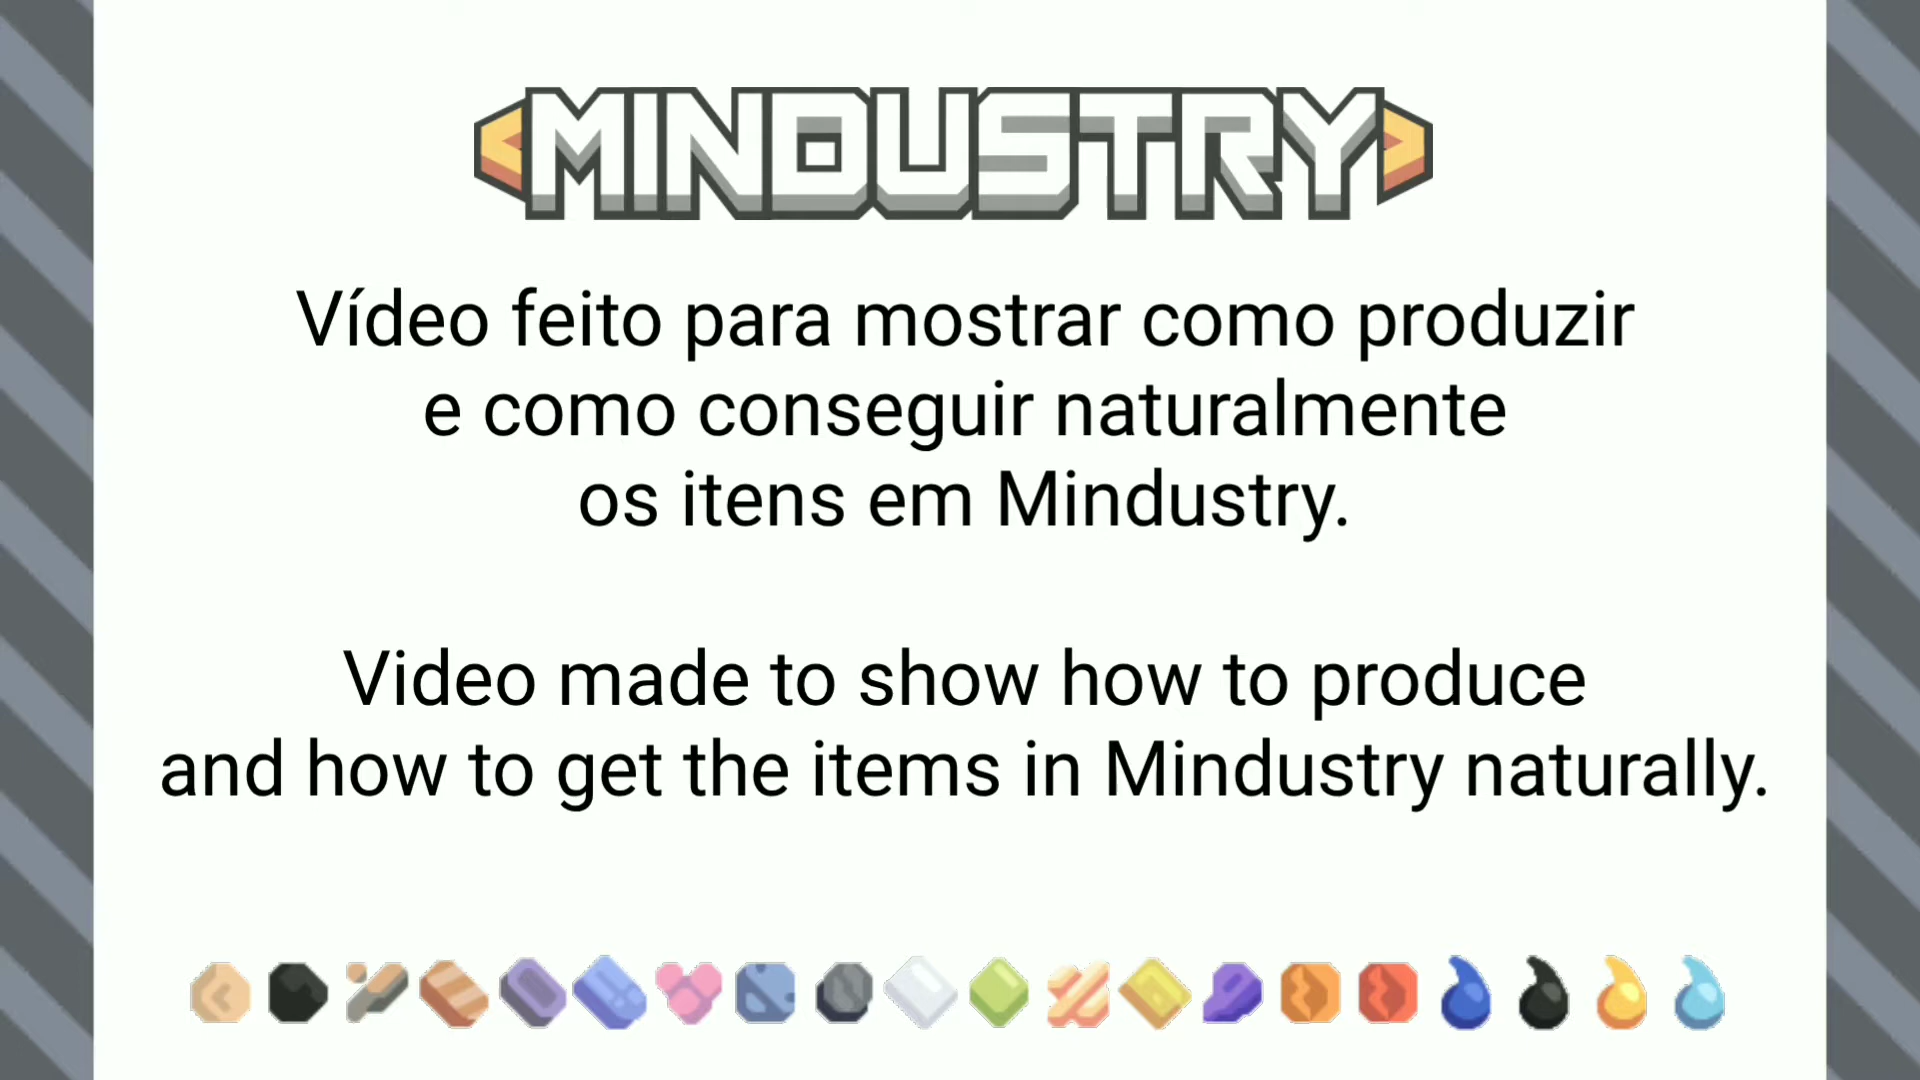 MINDUSTRY
Vídeo feito para mostrar como produzir
e como conseguir naturalmente
os itens em Mindustry.
Video made to show how to produce
and how to get the items in Mindustry naturally.